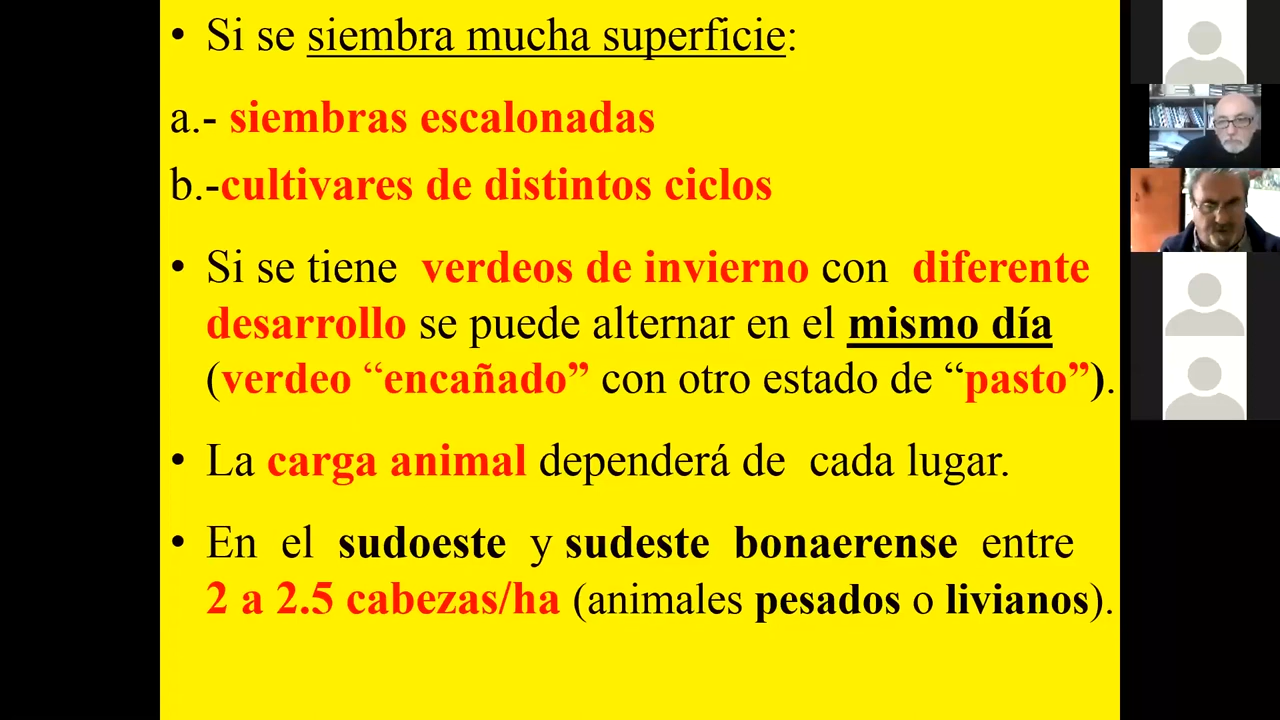 • Si se siembra mucha superficie:
a.- siembras escalonadas
b.-cultivares de distintos ciclos
• Si se tiene verdeos de invierno con diferente
desarrollo se puede alternar en el mismo día
(verdeo “encañado” con otro estado de “pasto”).
• La carga animal dependerá de cada lugar.
• En el sudoeste y sudeste bonaerense entre
2 a 2.5 cabezas/ha (animales pesados o livianos).